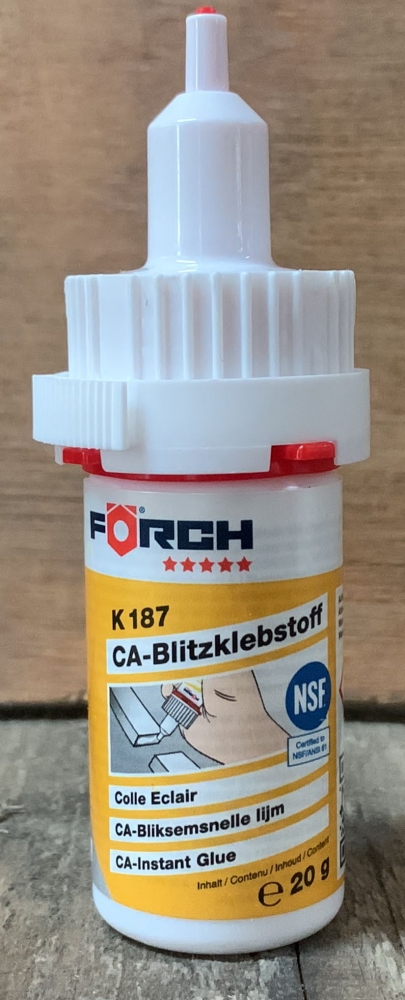 FÖRCH®
K 187
CA-Blitzklebstoff
NSF
Certified to
NSF/ANSI 61
Colle Eclair
CA-Bliksemsnelle lijm
CA-Instant Glue
Inhalt / Contenu / Inhoud / Content
℮ 20 g